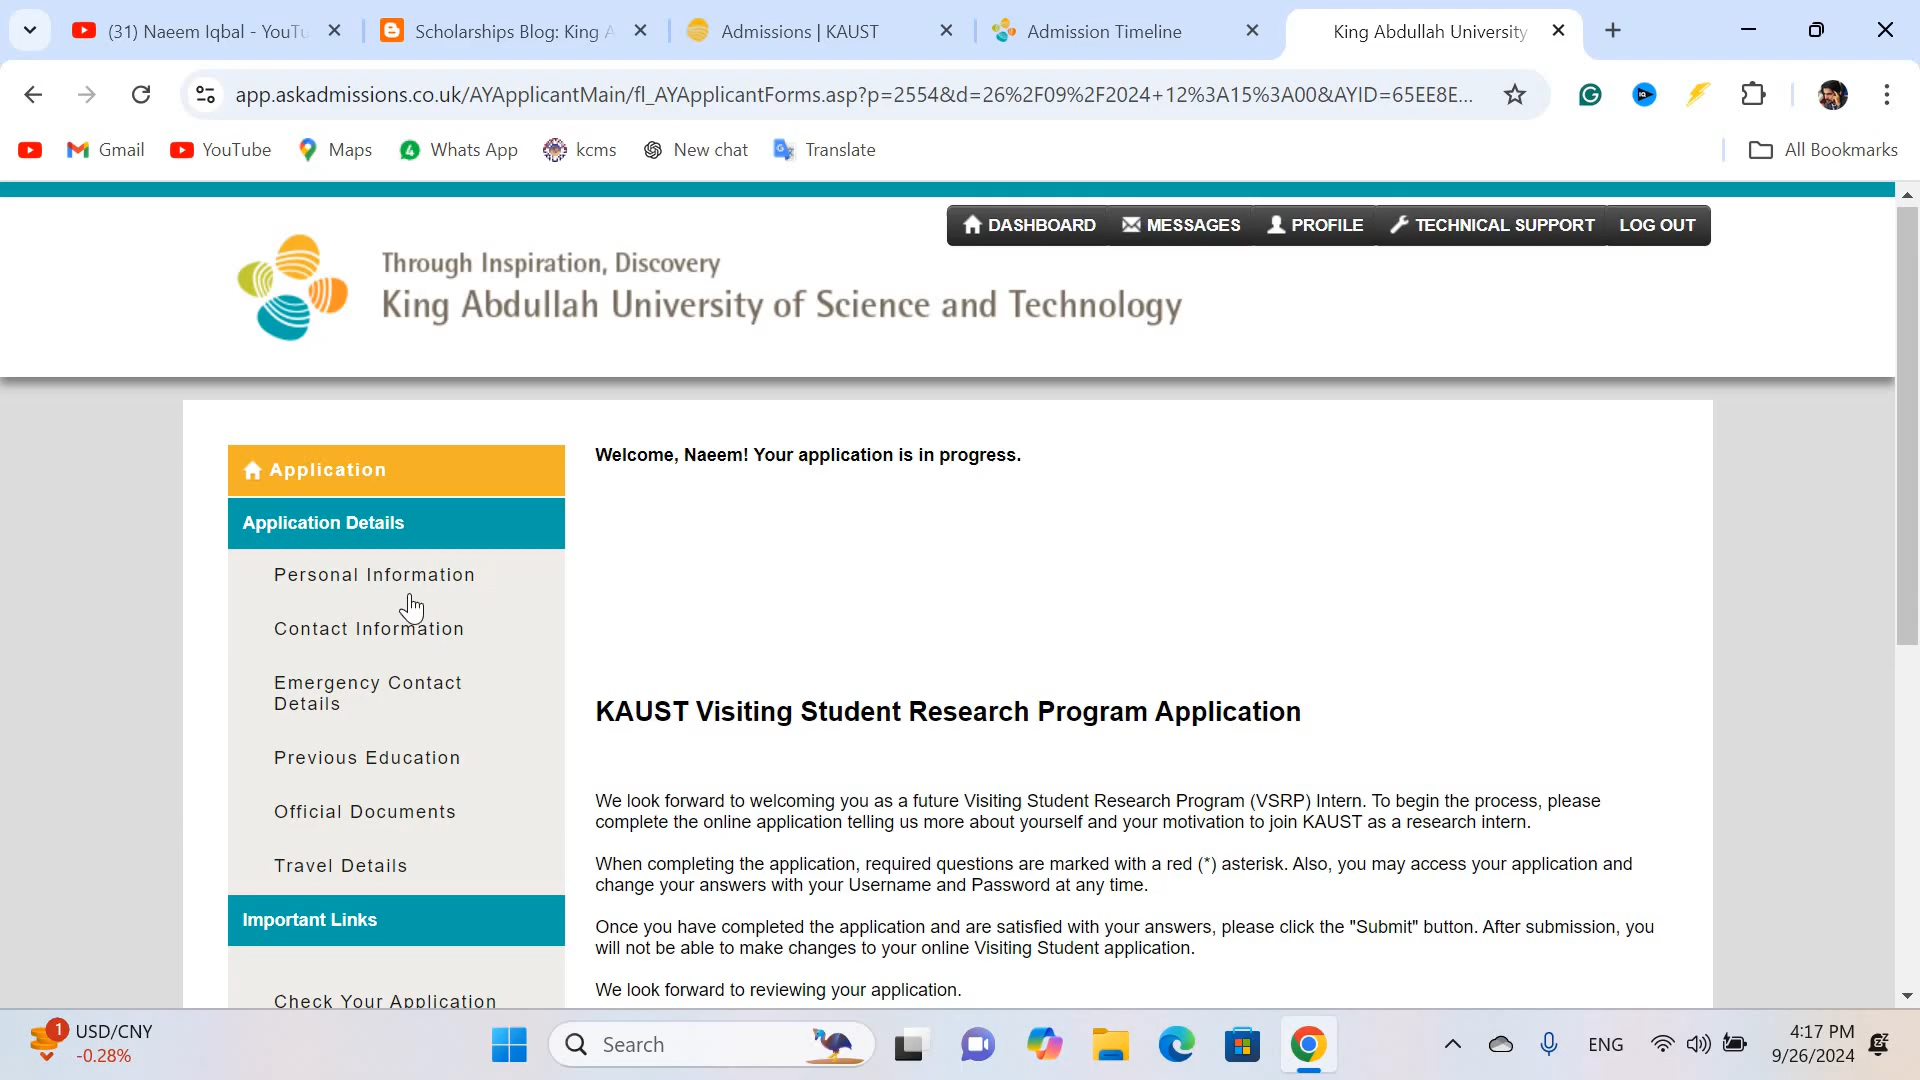 (31) Naeem Iqbal - YouTu
Scholarships Blog: King A
Admissions | KAUST
Admission Timeline
King Abdullah University
app.askadmissions.co.uk/AYApplicantMain/fl_AYApplicantForms.asp?p=2554&d=26%2F09%2F2024+12%3A15%3A00&AYID=65EE8E...
Gmail
YouTube
Maps
4
Whats App
kcms
New chat
Translate
All Bookmarks
DASHBOARD
MESSAGES
PROFILE
TECHNICAL SUPPORT
LOG OUT
Through Inspiration, Discovery
King Abdullah University of Science and Technology
Application
Application Details
Personal Information
Contact Information
Emergency Contact
Details
Previous Education
Official Documents
Travel Details
Important Links
Check Your Application
Welcome, Naeem! Your application is in progress.
KAUST Visiting Student Research Program Application
We look forward to welcoming you as a future Visiting Student Research Program (VSRP) Intern. To begin the process, please
complete the online application telling us more about yourself and your motivation to join KAUST as a research intern.
When completing the application, required questions are marked with a red (*) asterisk. Also, you may access your application and
change your answers with your Username and Password at any time.
Once you have completed the application and are satisfied with your answers, please click the "Submit" button. After submission, you
will not be able to make changes to your online Visiting Student application.
We look forward to reviewing your application.
1
USD/CNY
-0.28%
Search
ENG
4:17 PM
9/26/2024